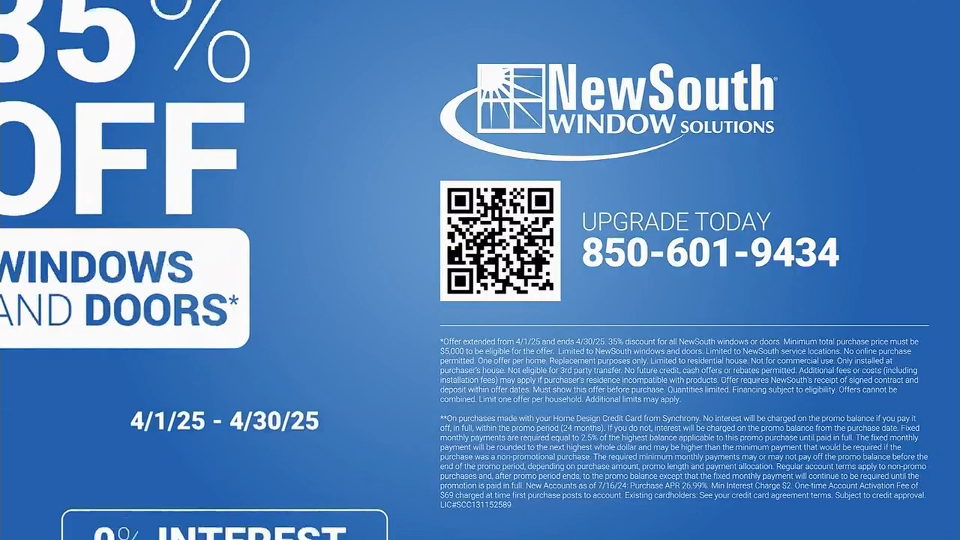 35%
OFF
WINDOWS
AND DOORS*
4/1/25 - 4/30/25
0% INTEREST
NewSouth
WINDOW SOLUTIONS
UPGRADE TODAY
850-601-9434
*Offer extended from 4/1/25 and ends 4/30/25. 35% discount for all NewSouth windows or doors. Minimum total purchase price must be
$5,000 to be eligible for the offer. Limited to NewSouth windows and doors. Limited to NewSouth service locations. No online purchase
permitted. One offer per home. Replacement purposes only. Limited to residential house. Not for commercial use. Only installed at
purchaser's house. Not eligible for 3rd party transfer. No future credit, cash offers or rebates permitted. Additional fees or costs (including
installation fees) may apply if purchaser's residence incompatible with products. Offer requires NewSouth's receipt of signed contract and
deposit within offer dates. Must show this offer before purchase. Quantities limited. Financing subject to eligibility. Offers cannot be
combined. Limit one offer per household. Additional limits may apply.
**On purchases made with your Home Design Credit Card from Synchrony. No interest will be charged on the promo balance if you pay it
off, in full, within the promo period (24 months). If you do not, interest will be charged on the promo balance from the purchase date. Fixed
monthly payments are required equal to 2.5% of the highest balance applicable to this promo purchase until paid in full. The fixed monthly
payment will be rounded to the next highest whole dollar and may be higher than the minimum payment that would be required if the
purchase was a non-promotional purchase. The required minimum monthly payments may or may not pay off the promo balance before the
end of the promo period, depending on purchase amount, promo length and payment allocation. Regular account terms apply to non-promo
purchases and, after promo period ends, to the promo balance except that the fixed monthly payment will continue to be required until the
promotion is paid in full. New Accounts as of 7/16/24: Purchase APR 26.99% Min Interest Charge $2. One-time Account Activation Fee of
$69 charged at time first purchase posts to account. Existing cardholders: See your credit card agreement terms. Subject to credit approval.
LIC#SCC131152589